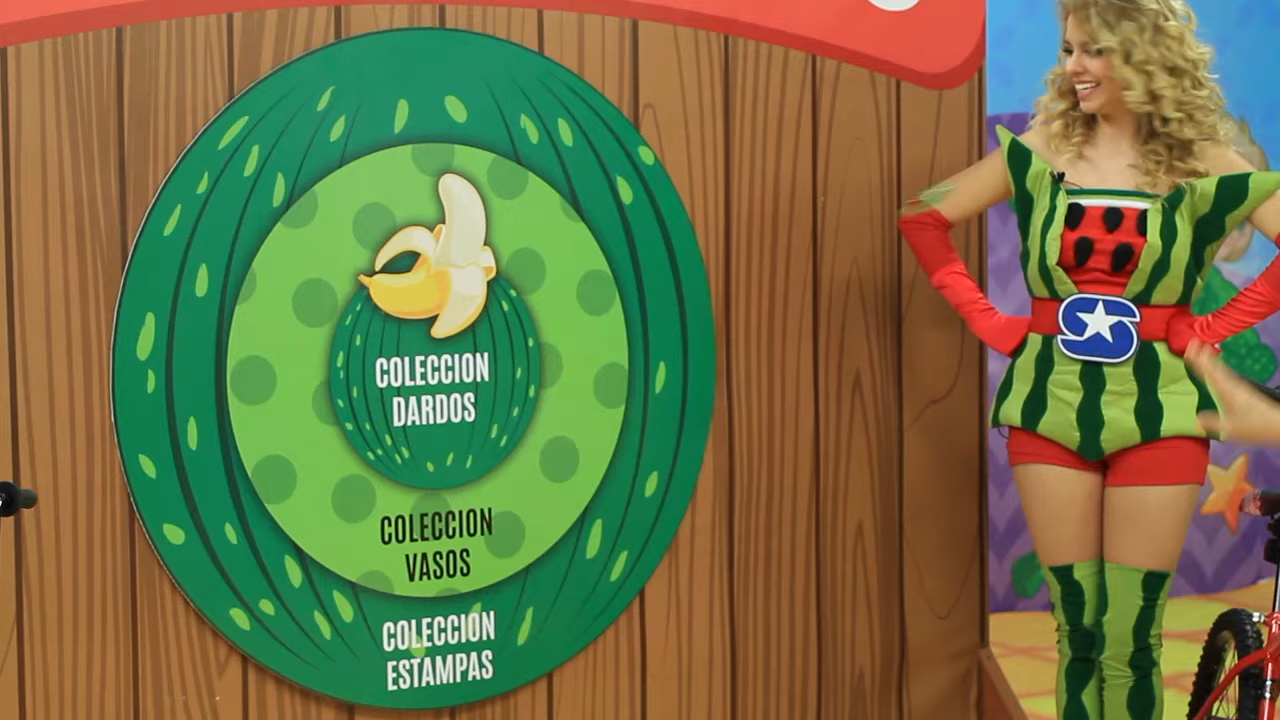 COLECCION
DARDOS
COLECCION
VASOS
COLECCION
ESTAMPAS
S